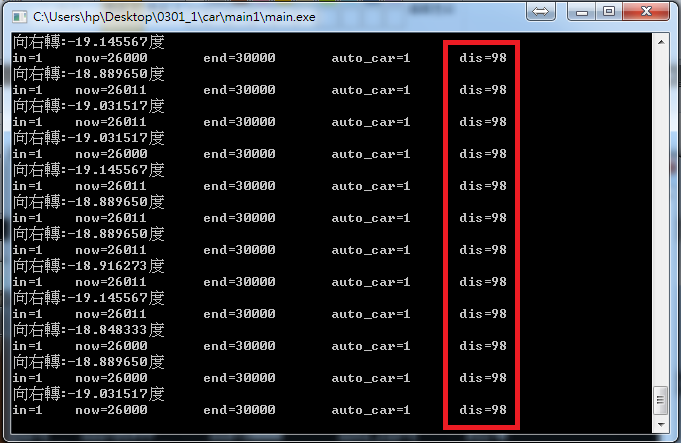 C:\Users\hp\Desktop\0301_1\car\main1\main.exe
向右轉:-19.145567度
in=1 now=26000 end=30000 auto_car=1 dis=98
向右轉:-18.889650度
in=1 now=26011 end=30000 auto_car=1 dis=98
向右轉:-19.031517度
in=1 now=26011 end=30000 auto_car=1 dis=98
向右轉:-19.031517度
in=1 now=26000 end=30000 auto_car=1 dis=98
向右轉:-19.145567度
in=1 now=26011 end=30000 auto_car=1 dis=98
向右轉:-18.889650度
in=1 now=26011 end=30000 auto_car=1 dis=98
向右轉:-18.889650度
in=1 now=26011 end=30000 auto_car=1 dis=98
向右轉:-18.916273度
in=1 now=26011 end=30000 auto_car=1 dis=98
向右轉:-19.145567度
in=1 now=26011 end=30000 auto_car=1 dis=98
向右轉:-18.848333度
in=1 now=26000 end=30000 auto_car=1 dis=98
向右轉:-18.889650度
in=1 now=26000 end=30000 auto_car=1 dis=98
向右轉:-19.031517度
in=1 now=26000 end=30000 auto_car=1 dis=98